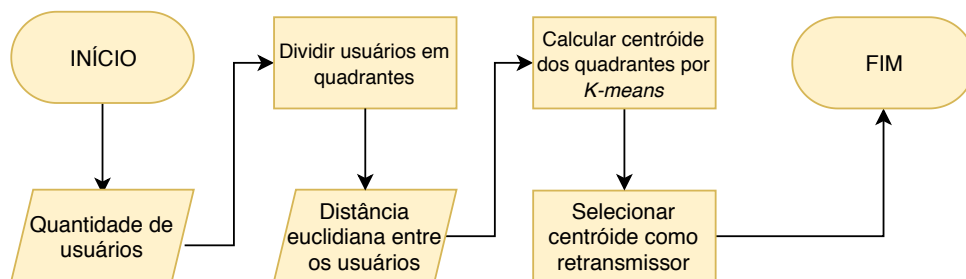 INÍCIO
Quantidade de
usuários
Dividir usuários em
quadrantes
Distância
euclidiana entre
os usuários
Calcular centróide
dos quadrantes por
K-means
Selecionar
centróide como
retransmissor
FIM